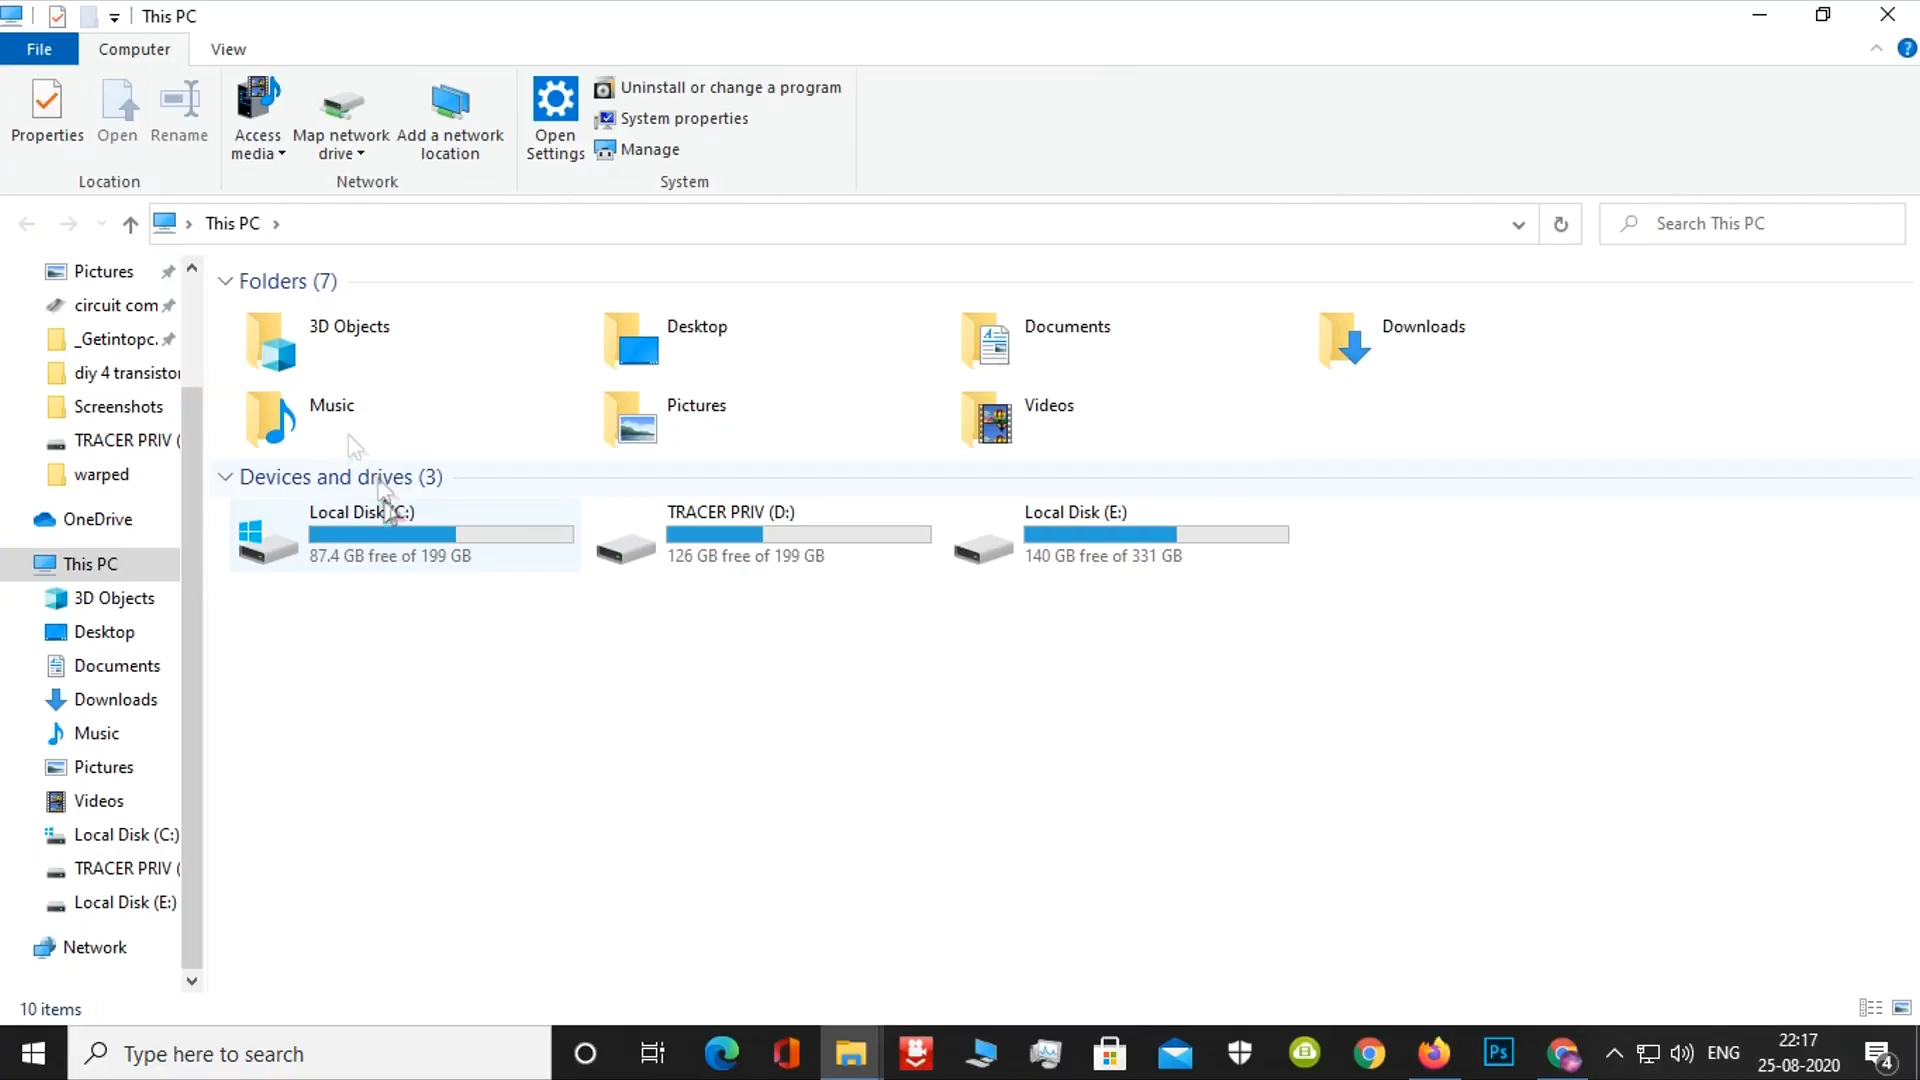 This PC
File Computer View
Properties Open Rename Access media Map network drive Add a network location Open Settings Uninstall or change a program
System properties
Manage
Location Network System
This PC
Search This PC
Pictures
circuit com
_Getintopc.
diy 4 transistor
Screenshots
TRACER PRIV (
warped
OneDrive
This PC
3D Objects
Desktop
Documents
Downloads
Music
Pictures
Videos
Local Disk (C:)
TRACER PRIV (
Local Disk (E:)
Network
Folders (7)
3D Objects Desktop Documents Downloads
Music Pictures Videos
Devices and drives (3)
Local Disk (C:) TRACER PRIV (D:) Local Disk (E:)
87.4 GB free of 199 GB 126 GB free of 199 GB 140 GB free of 331 GB
10 items
Type here to search
Ps
ENG
22:17
25-08-2020
4